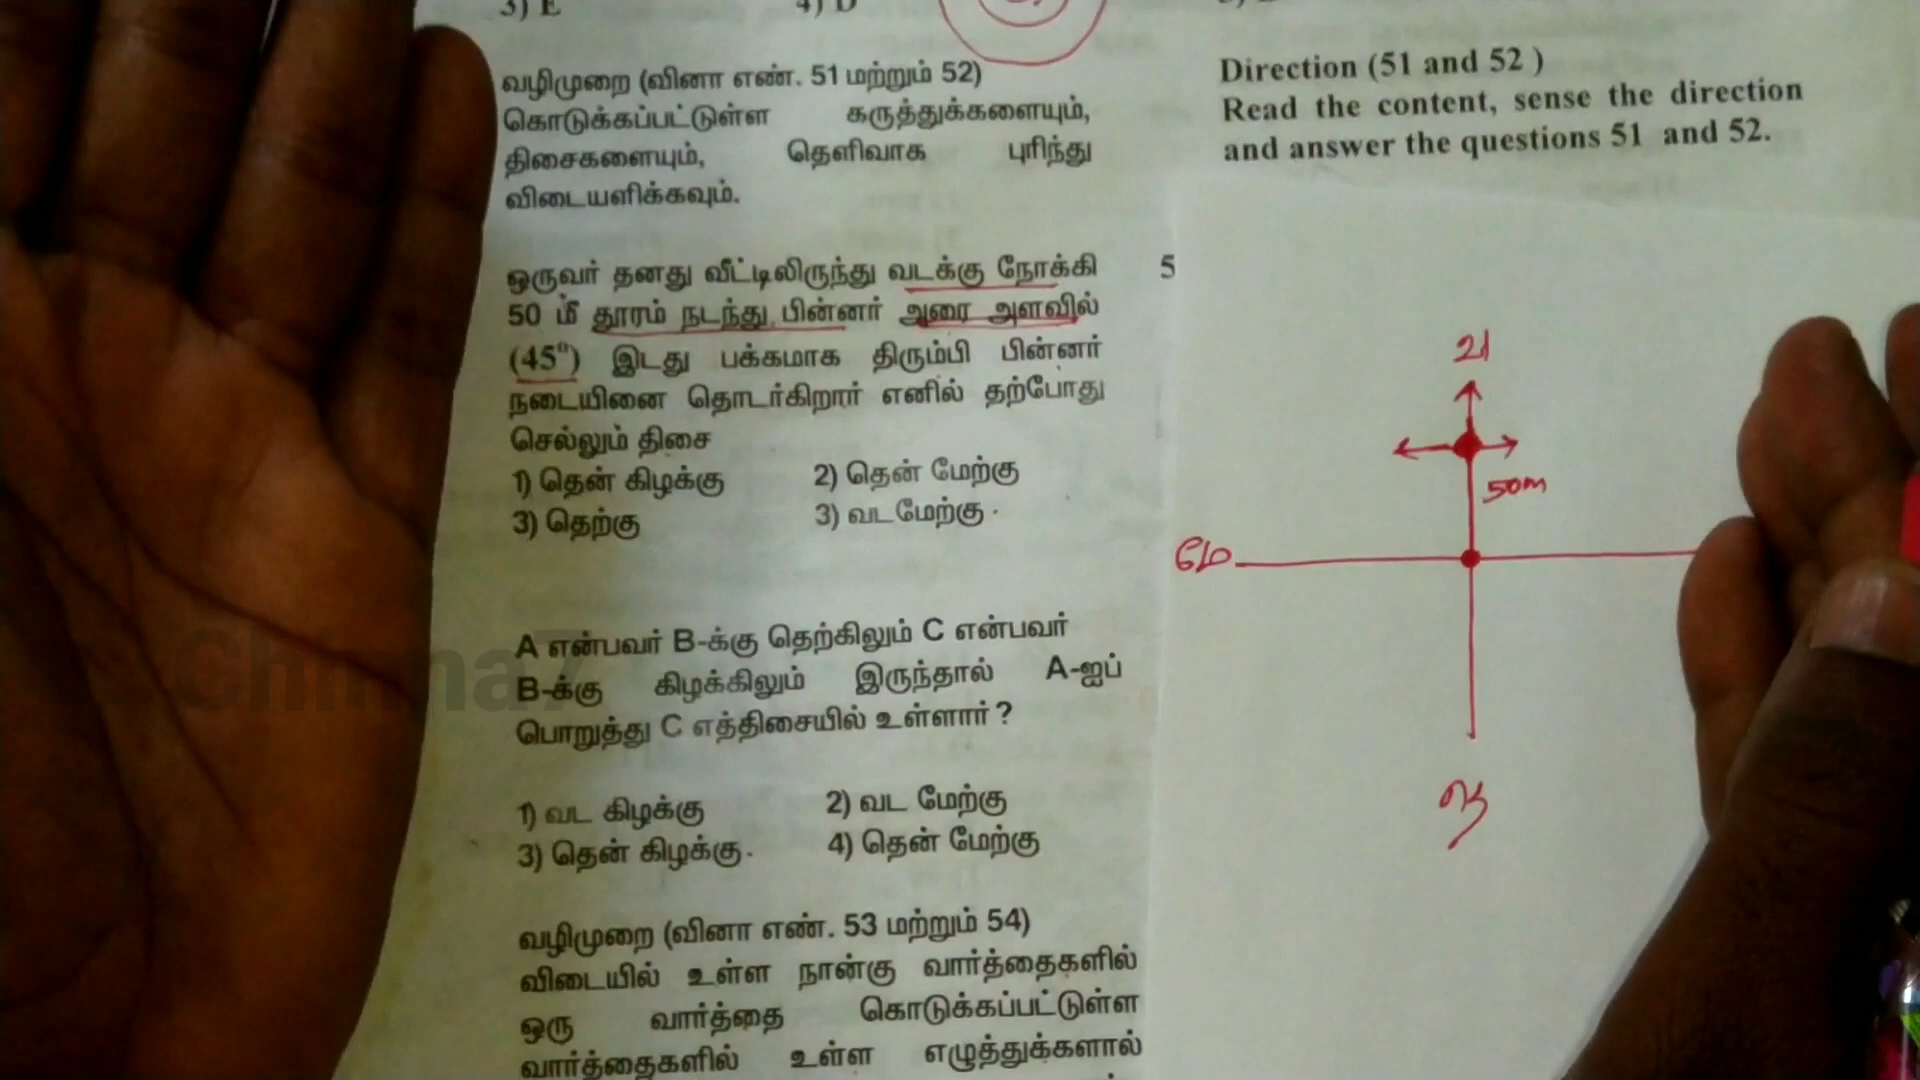 3) E 4) D
வழிமுறை (வினா எண். 51 மற்றும் 52)
கொடுக்கப்பட்டுள்ள கருத்துக்களையும்,
திசைகளையும், தெளிவாக புரிந்து
விடையளிக்கவும்.
ஒருவர் தனது வீட்டிலிருந்து வடக்கு நோக்கி
50 மீ தூரம் நடந்து பின்னர் அரை அளவில்
(45°) இடது பக்கமாக திரும்பி பின்னர்
நடையினை தொடர்கிறார் எனில் தற்போது
செல்லும் திசை
1) தென் கிழக்கு 2) தென் மேற்கு
3) தெற்கு 3) வடமேற்கு
A என்பவர் B-க்கு தெற்கிலும் C என்பவர்
B-க்கு கிழக்கிலும் இருந்தால் A-ஐப்
பொறுத்து C எத்திசையில் உள்ளார்?
1) வட கிழக்கு 2) வட மேற்கு
3) தென் கிழக்கு 4) தென் மேற்கு
வழிமுறை (வினா எண். 53 மற்றும் 54)
விடையில் உள்ள நான்கு வார்த்தைகளில்
ஒரு வார்த்தை கொடுக்கப்பட்டுள்ள
வார்த்தைகளில் உள்ள எழுத்துக்களால்
Direction (51 and 52 )
Read the content, sense the direction
and answer the questions 51 and 52.
5
வ
50m
மே
தெ